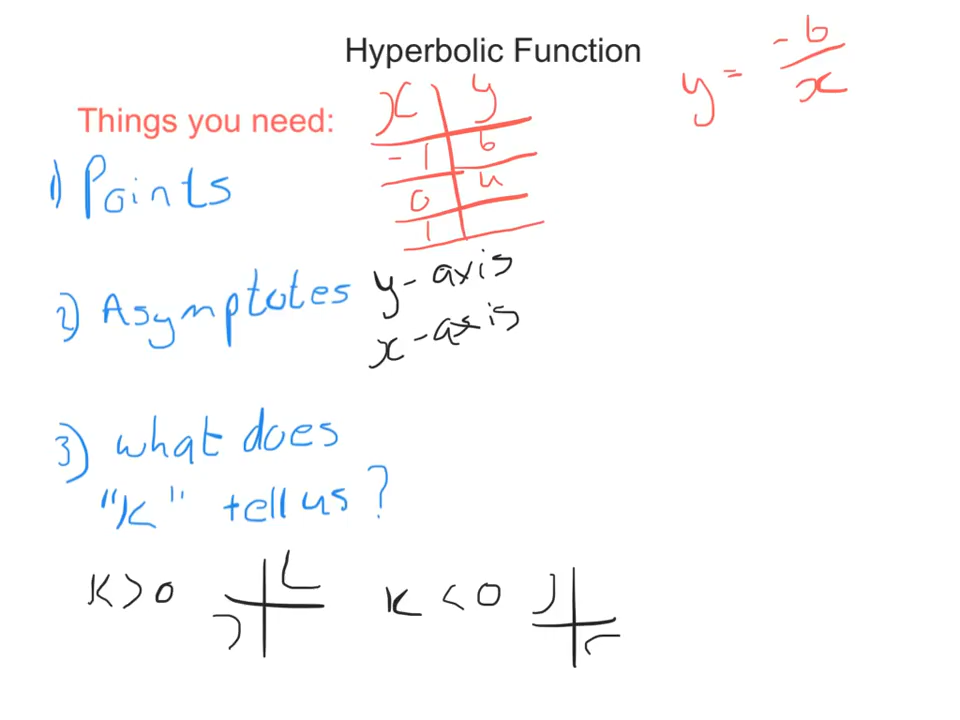 Hyperbolic Function
y = -6/x
Things you need:
x y
-1 6
0 u
1
1) Points
2) Asymptotes
y-axis
x-axis
3) what does
"k" tell us?
k > 0
k < 0